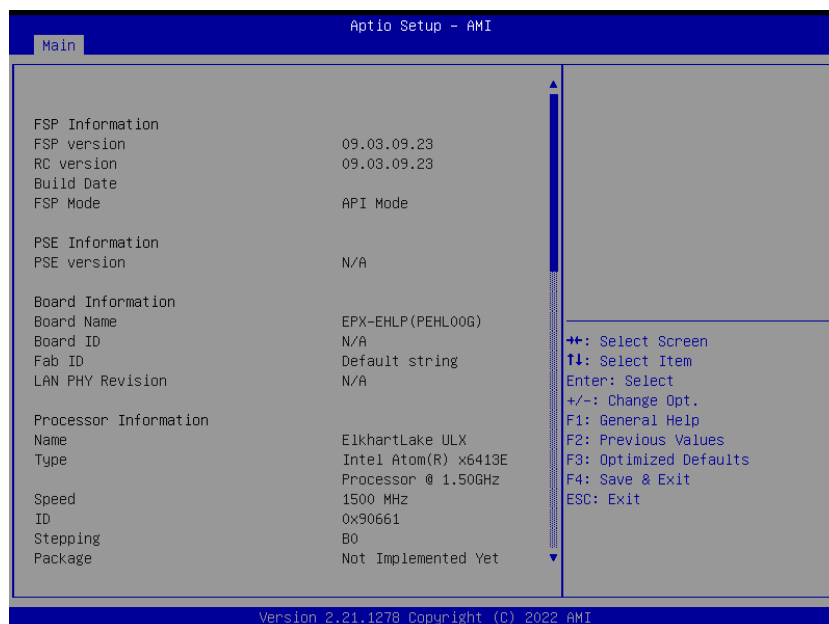 Aptio Setup – AMI
Main
FSP Information
FSP version 09.03.09.23
RC version 09.03.09.23
Build Date
FSP Mode API Mode
PSE Information
PSE version N/A
Board Information
Board Name EPX-EHLP(PEHL00G)
Board ID N/A
Fab ID Default string
LAN PHY Revision N/A
Processor Information
Name ElkhartLake ULX
Type Intel Atom(R) x6413E
Processor @ 1.50GHz
Speed 1500 MHz
ID 0x90661
Stepping B0
Package Not Implemented Yet
→←: Select Screen
↑↓: Select Item
Enter: Select
+/-: Change Opt.
F1: General Help
F2: Previous Values
F3: Optimized Defaults
F4: Save & Exit
ESC: Exit
Version 2.21.1278 Copyright (C) 2022 AMI